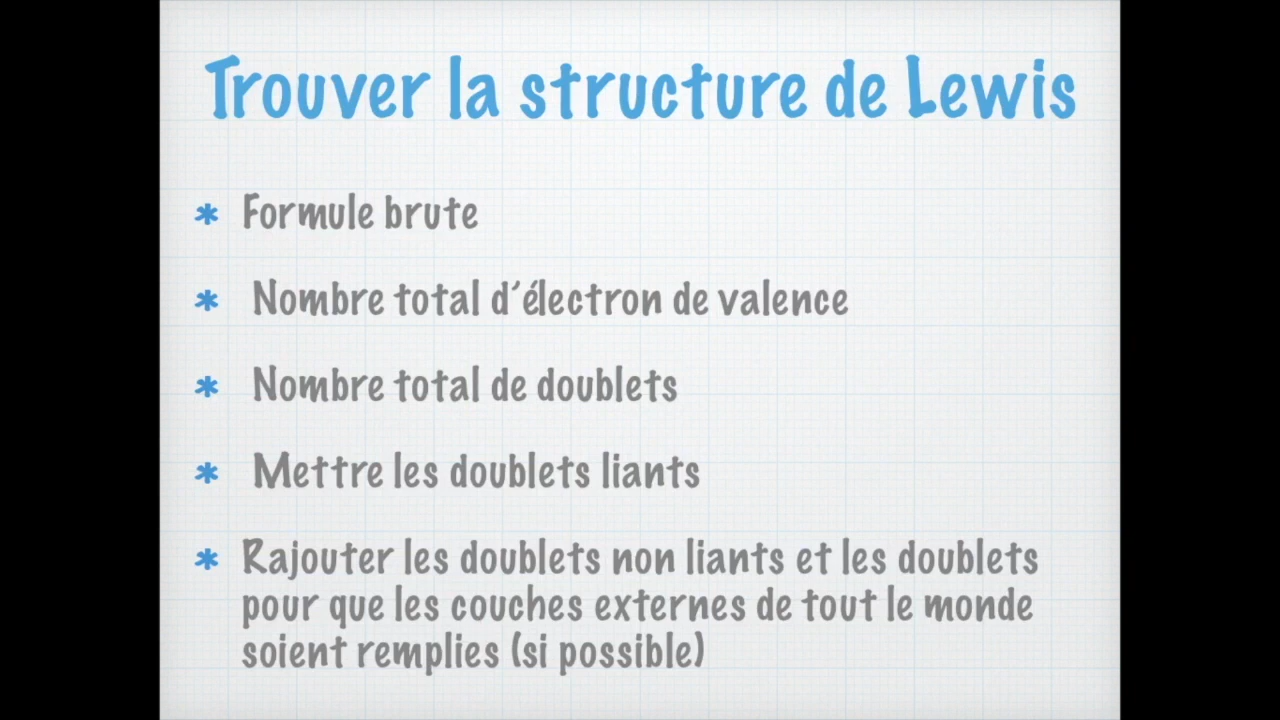 Trouver la structure de Lewis
* Formule brute
* Nombre total d'électron de valence
* Nombre total de doublets
* Mettre les doublets liants
* Rajouter les doublets non liants et les doublets
pour que les couches externes de tout le monde
soient remplies (si possible)